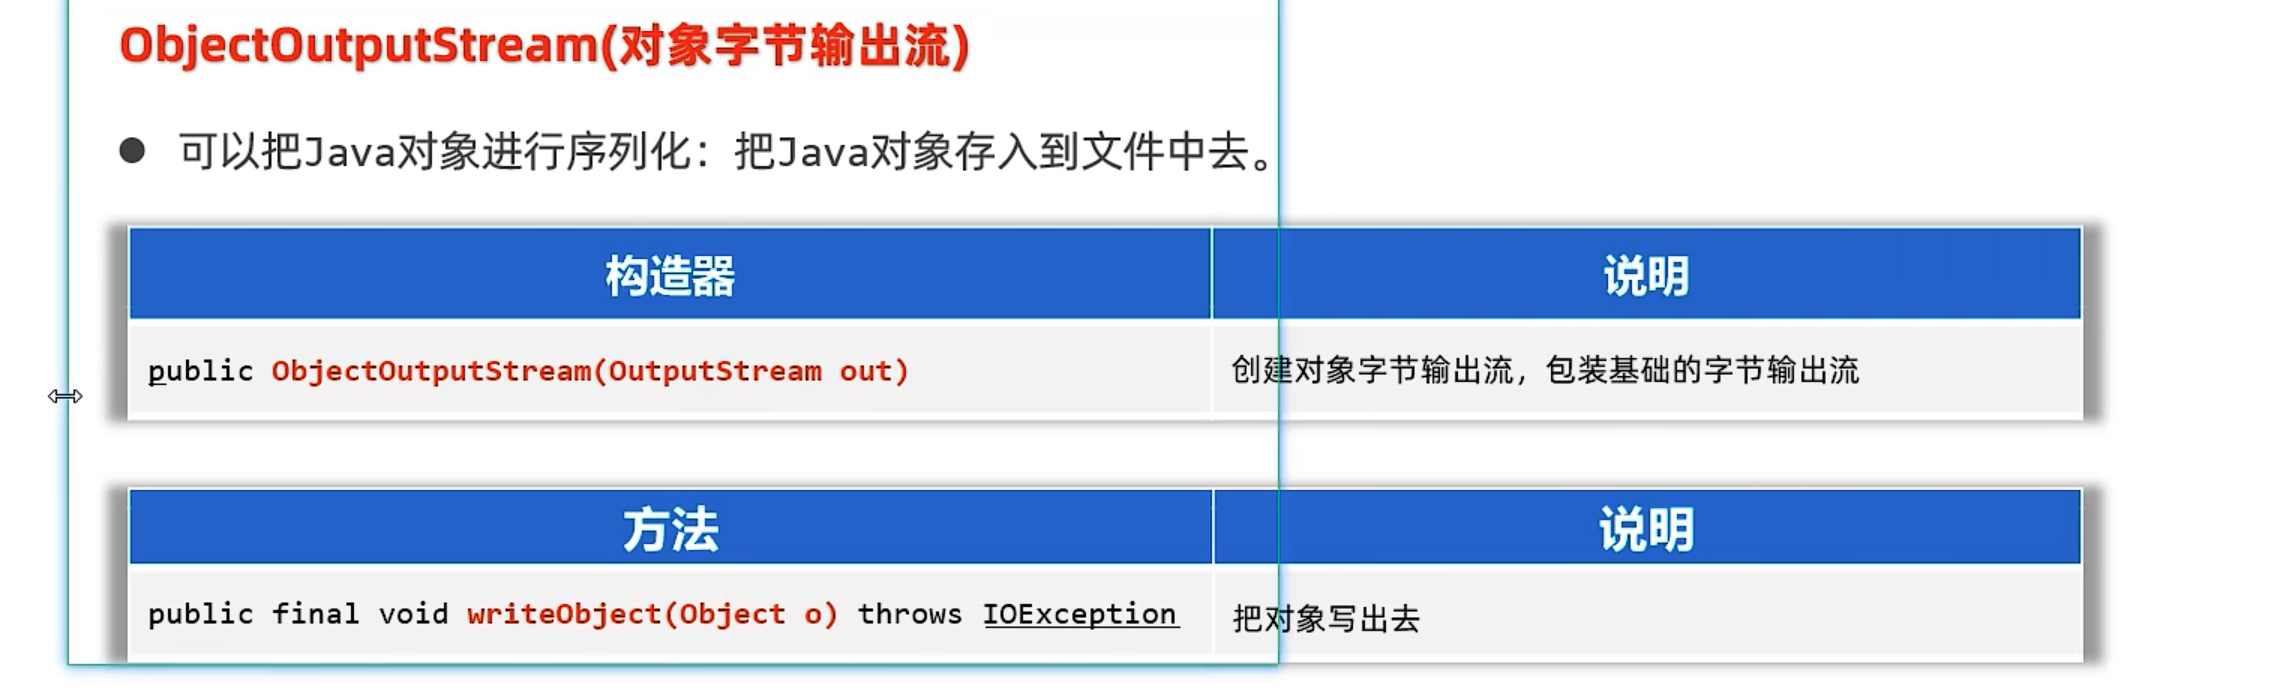 ObjectOutputStream(对象字节输出流)
● 可以把Java对象进行序列化：把Java对象存入到文件中去。
构造器 说明
public ObjectOutputStream(OutputStream out) 创建对象字节输出流，包装基础的字节输出流
方法 说明
public final void writeObject(Object o) throws IOException 把对象写出去